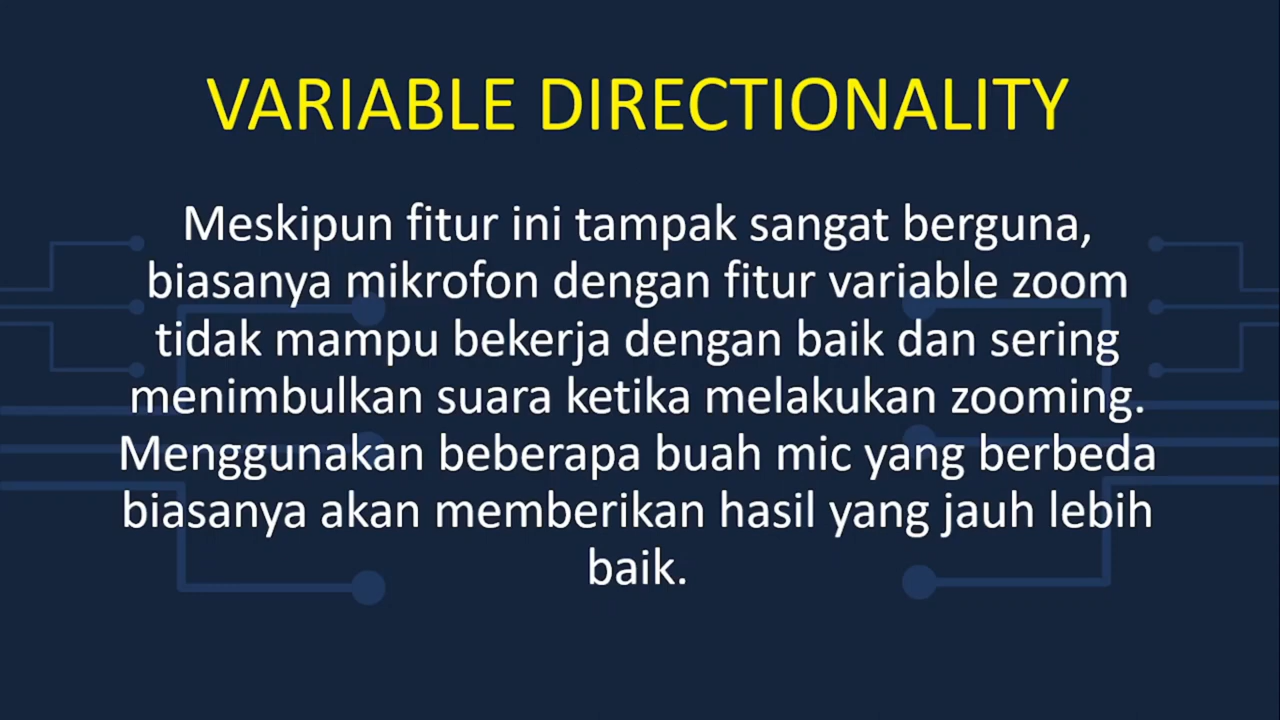 VARIABLE DIRECTIONALITY
Meskipun fitur ini tampak sangat berguna,
biasanya mikrofon dengan fitur variable zoom
tidak mampu bekerja dengan baik dan sering
menimbulkan suara ketika melakukan zooming.
Menggunakan beberapa buah mic yang berbeda
biasanya akan memberikan hasil yang jauh lebih
baik.